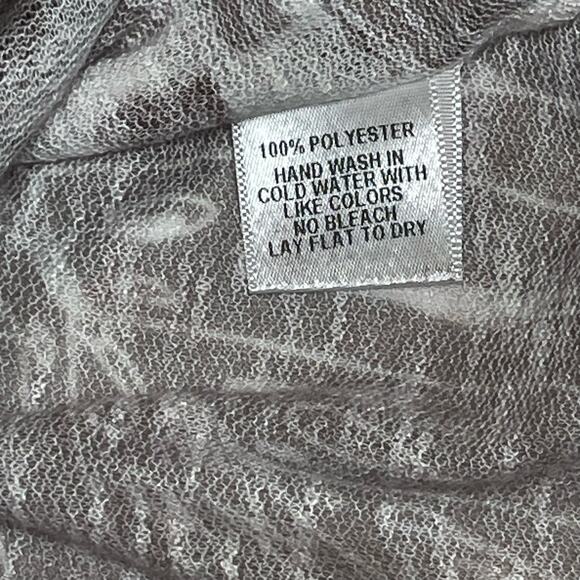 100% POLYESTER
HAND WASH IN
COLD WATER WITH
LIKE COLORS
NO BLEACH
LAY FLAT TO DRY